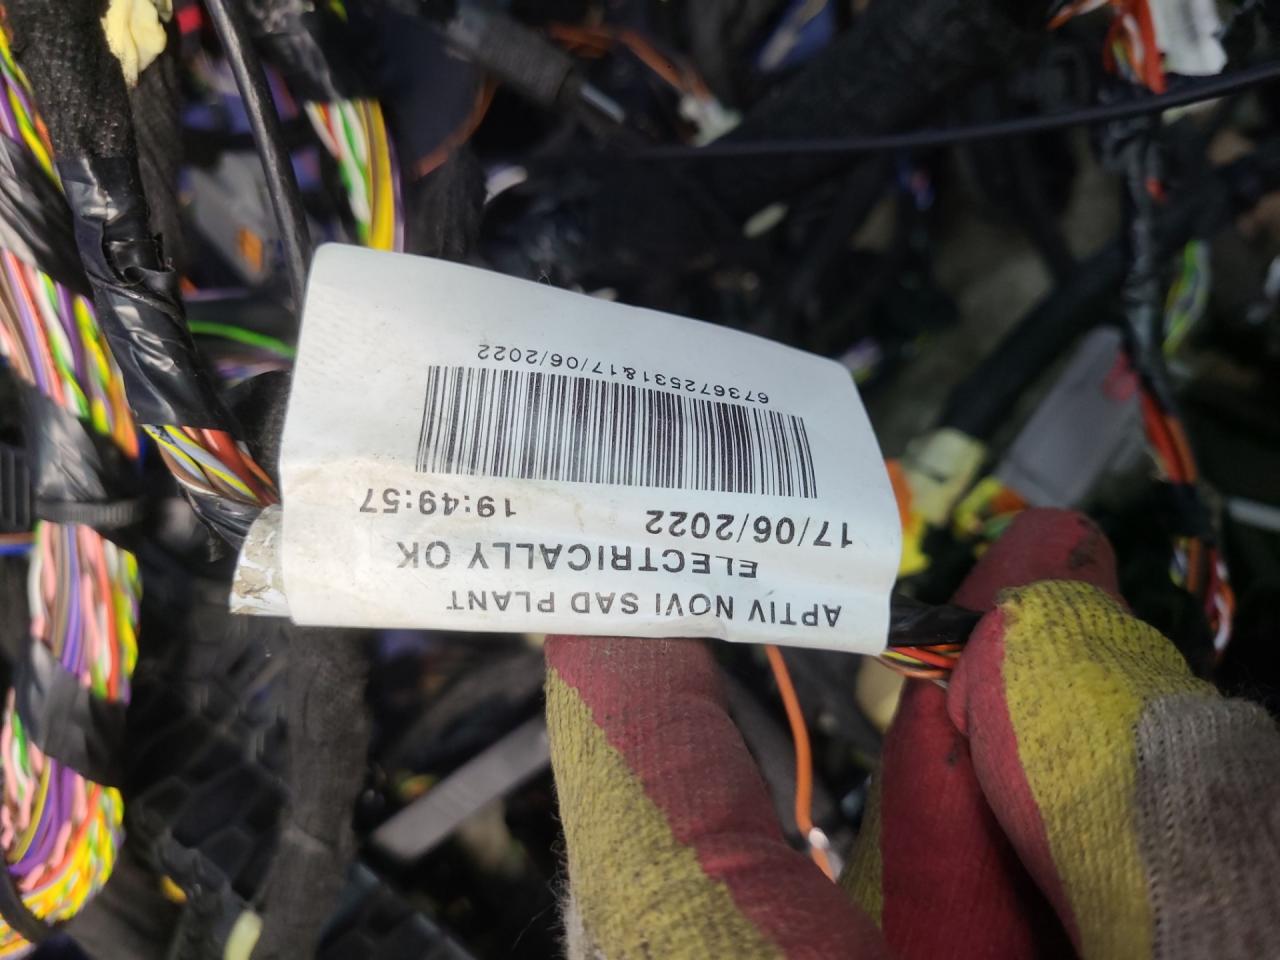 APTIV NOVI SAD PLANT
ELECTRICALLY OK
17/06/2022 19:49:57
6736725318&17/06/2022